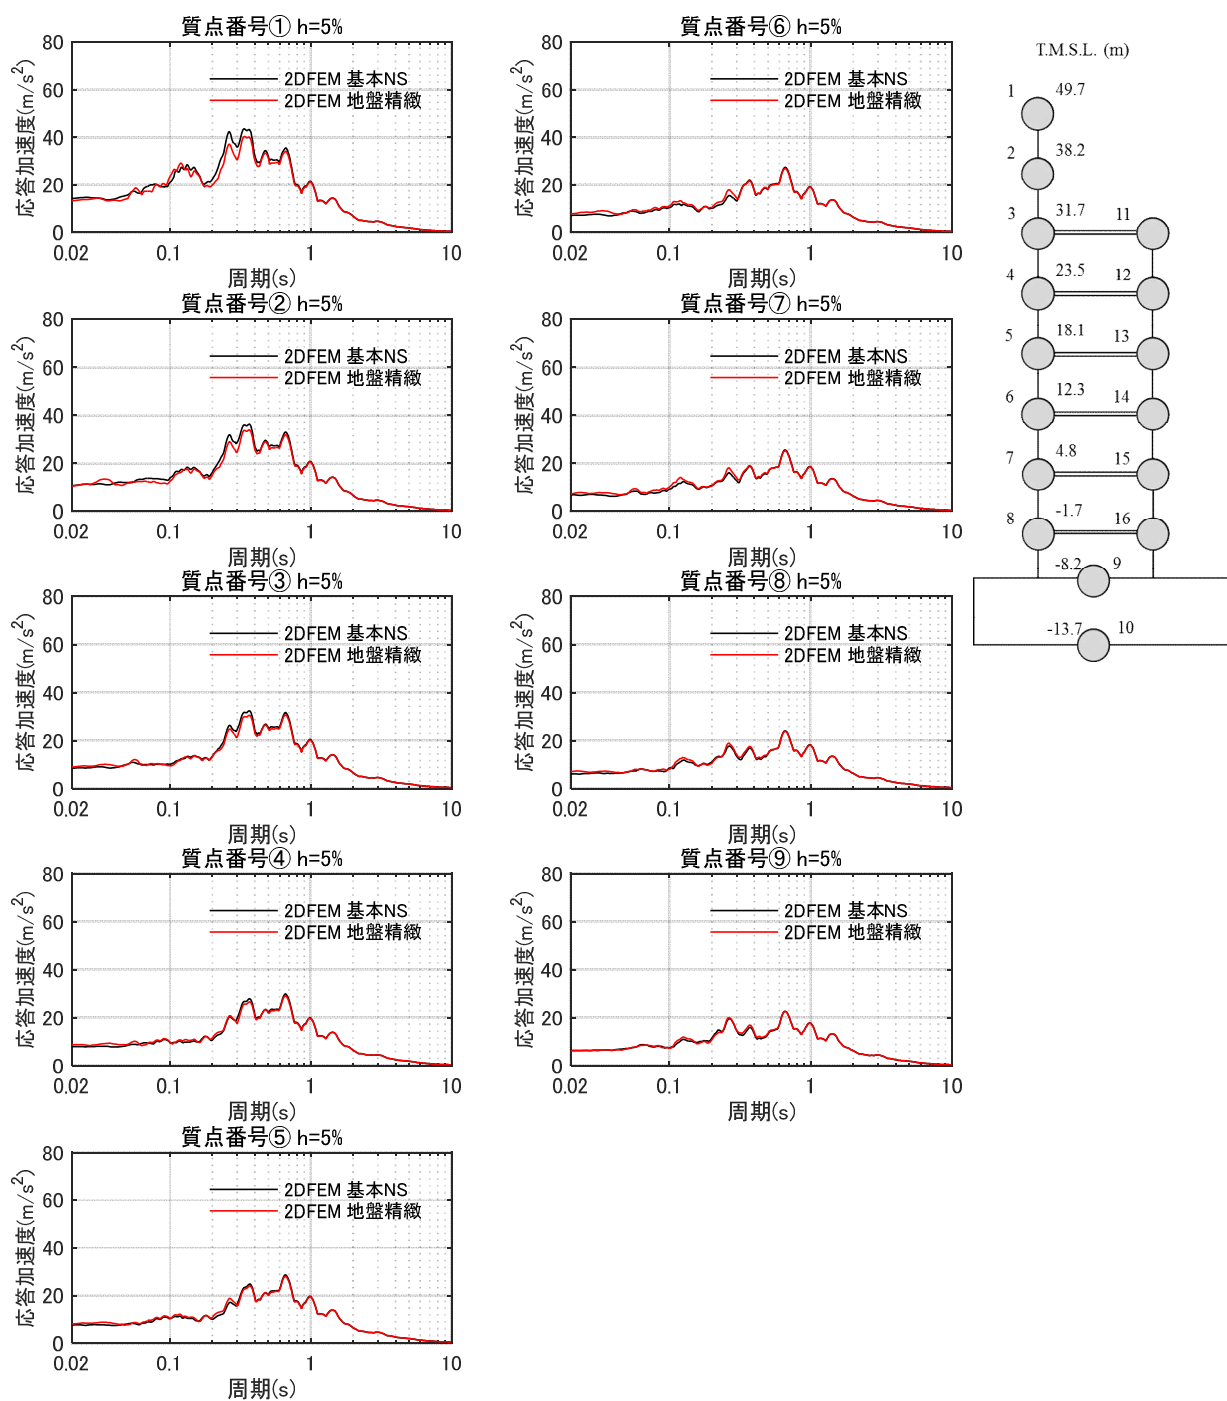 質点番号① h=5%
応答加速度(m/s²)
80
60
40
20
0
2DFEM 基本NS
2DFEM 地盤精緻
0.02 0.1 1 10
周期(s)
質点番号② h=5%
応答加速度(m/s²)
80
60
40
20
0
2DFEM 基本NS
2DFEM 地盤精緻
0.02 0.1 1 10
周期(s)
質点番号③ h=5%
応答加速度(m/s²)
80
60
40
20
0
2DFEM 基本NS
2DFEM 地盤精緻
0.02 0.1 1 10
周期(s)
質点番号④ h=5%
応答加速度(m/s²)
80
60
40
20
0
2DFEM 基本NS
2DFEM 地盤精緻
0.02 0.1 1 10
周期(s)
質点番号⑤ h=5%
応答加速度(m/s²)
80
60
40
20
0
2DFEM 基本NS
2DFEM 地盤精緻
0.02 0.1 1 10
周期(s)
質点番号⑥ h=5%
応答加速度(m/s²)
80
60
40
20
0
2DFEM 基本NS
2DFEM 地盤精緻
0.02 0.1 1 10
周期(s)
質点番号⑦ h=5%
応答加速度(m/s²)
80
60
40
20
0
2DFEM 基本NS
2DFEM 地盤精緻
0.02 0.1 1 10
周期(s)
質点番号⑧ h=5%
応答加速度(m/s²)
80
60
40
20
0
2DFEM 基本NS
2DFEM 地盤精緻
0.02 0.1 1 10
周期(s)
質点番号⑨ h=5%
応答加速度(m/s²)
80
60
40
20
0
2DFEM 基本NS
2DFEM 地盤精緻
0.02 0.1 1 10
周期(s)
T.M.S.L. (m)
1 49.7
2 38.2
3 31.7 11
4 23.5 12
5 18.1 13
6 12.3 14
7 4.8 15
8 -1.7 16
-8.2 9
-13.7 10